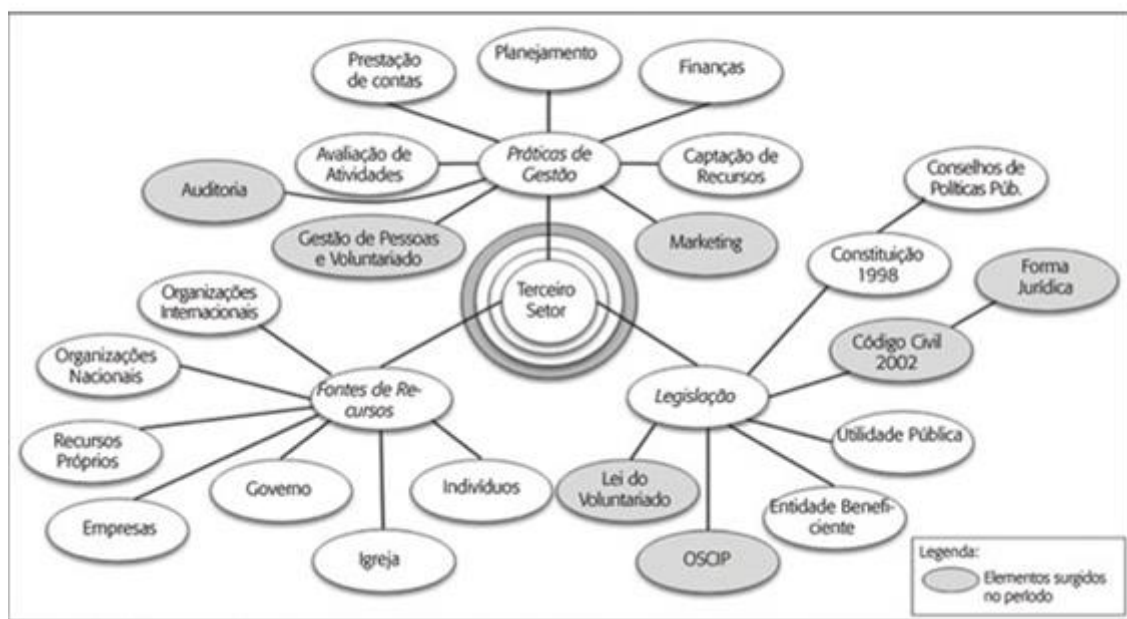 Prestação
de contas
Planejamento
Finanças
Avaliação de
Atividades
Práticas de
Gestão
Captação de
Recursos
Auditoria
Gestão de Pessoas
e Voluntariado
Marketing
Conselhos de
Políticas Púb.
Constituição
1998
Forma
Jurídica
Terceiro
Setor
Código Civil
2002
Organizações
Internacionais
Organizações
Nacionais
Fontes de Re-
cursos
Legislação
Recursos
Próprios
Utilidade Pública
Governo
Indivíduos
Lei do
Voluntariado
Entidade Benefi-
ciente
Empresas
Igreja
OSCIP
Legenda:
Elementos surgidos
no período